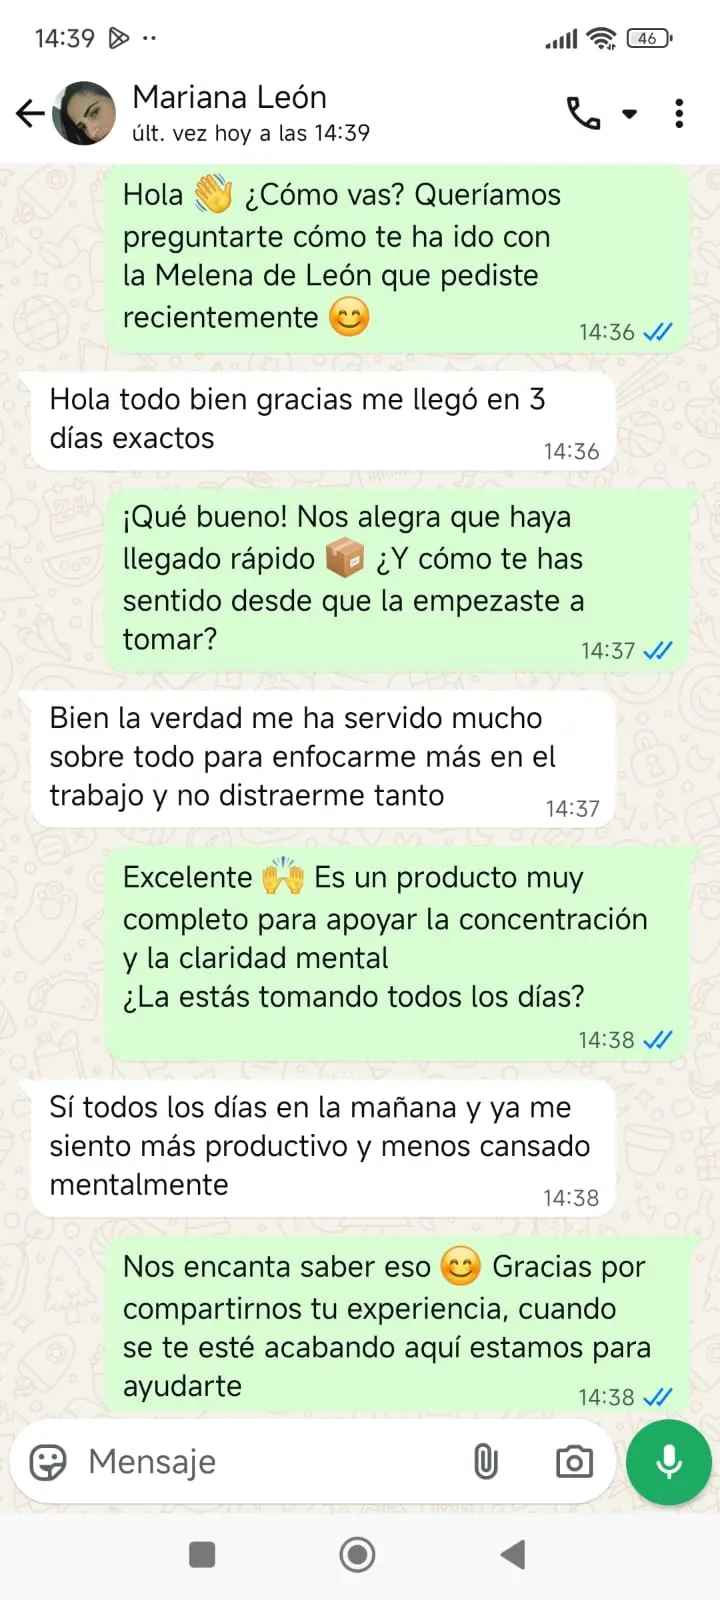 14:39
46
Mariana León
últ. vez hoy a las 14:39
Hola 👋 ¿Cómo vas? Queríamos
preguntarte cómo te ha ido con
la Melena de León que pediste
recientemente 😊
14:36
Hola todo bien gracias me llegó en 3
días exactos
14:36
¡Qué bueno! Nos alegra que haya
llegado rápido 📦 ¿Y cómo te has
sentido desde que la empezaste a
tomar?
14:37
Bien la verdad me ha servido mucho
sobre todo para enfocarme más en el
trabajo y no distraerme tanto
14:37
Excelente 🙌 Es un producto muy
completo para apoyar la concentración
y la claridad mental
¿La estás tomando todos los días?
14:38
Sí todos los días en la mañana y ya me
siento más productivo y menos cansado
mentalmente
14:38
Nos encanta saber eso 😊 Gracias por
compartirnos tu experiencia, cuando
se te esté acabando aquí estamos para
ayudarte
14:38
Mensaje